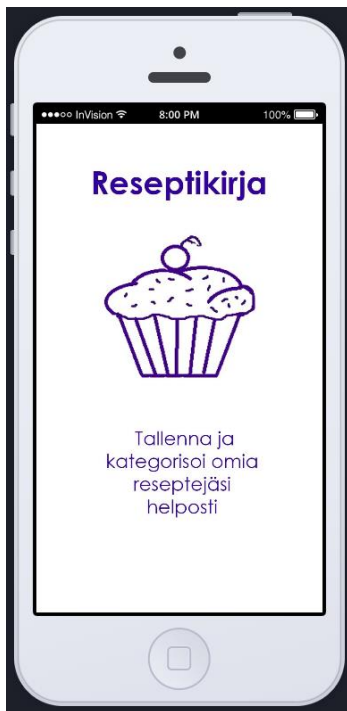 InVision 8:00 PM 100%
Reseptikirja
Tallenna ja
kategorisoi omia
reseptejäsi
helposti